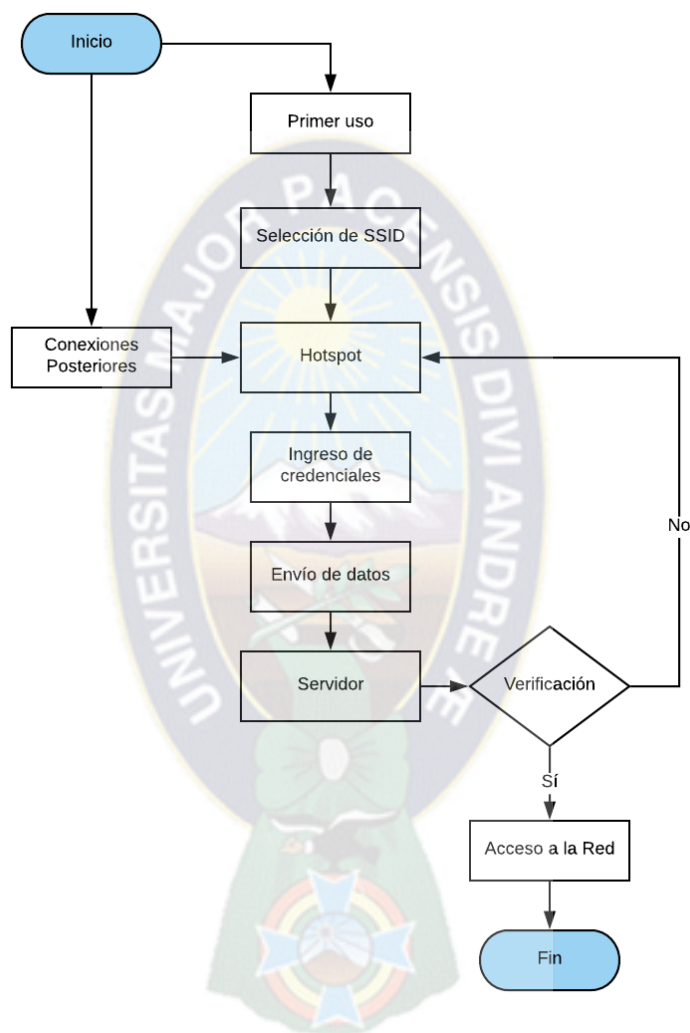 Inicio
Primer uso
Selección de SSID
Conexiones
Posteriores
Hotspot
Ingreso de
credenciales
No
Envío de datos
Servidor
Verificación
Sí
Acceso a la Red
Fin
UNIVERSITAS MAJOR PACENSIS DIVI ANDRE Æ